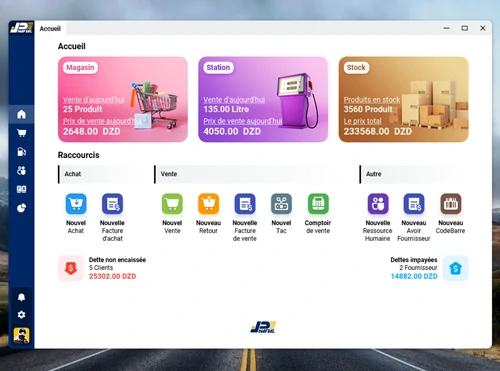 Accueil
Accueil
Magasin
Vente d'aujourd'hui
25 Produit
Prix de vente aujourd'hui
2648.00 DZD
Station
Vente d'aujourd'hui
135.00 Litre
Prix de vente aujourd'hui
4050.00 DZD
Stock
Produits en stock
3560 Produit
Le prix total
233568.00 DZD
Raccourcis
Achat
Vente
Autre
Nouvel
Achat
Nouvelle
Facture
d'achat
Nouvel
Vente
Nouveau
Retour
Nouvelle
Facture
de vente
Nouvel
Tac
Comptoir
de vente
Nouvelle
Ressource
Humaine
Nouveau
Avoir
Fournisseur
Nouveau
CodeBarre
Dette non encaissée
5 Clients
25302.00 DZD
Dettes impayées
2 Fournisseur
14882.00 DZD